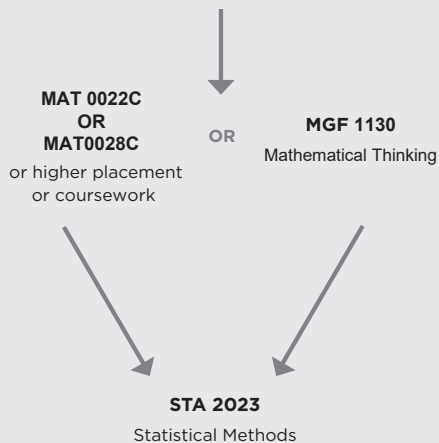 MAT 0022C
OR
MAT0028C
or higher placement
or coursework
OR
MGF 1130
Mathematical Thinking
STA 2023
Statistical Methods